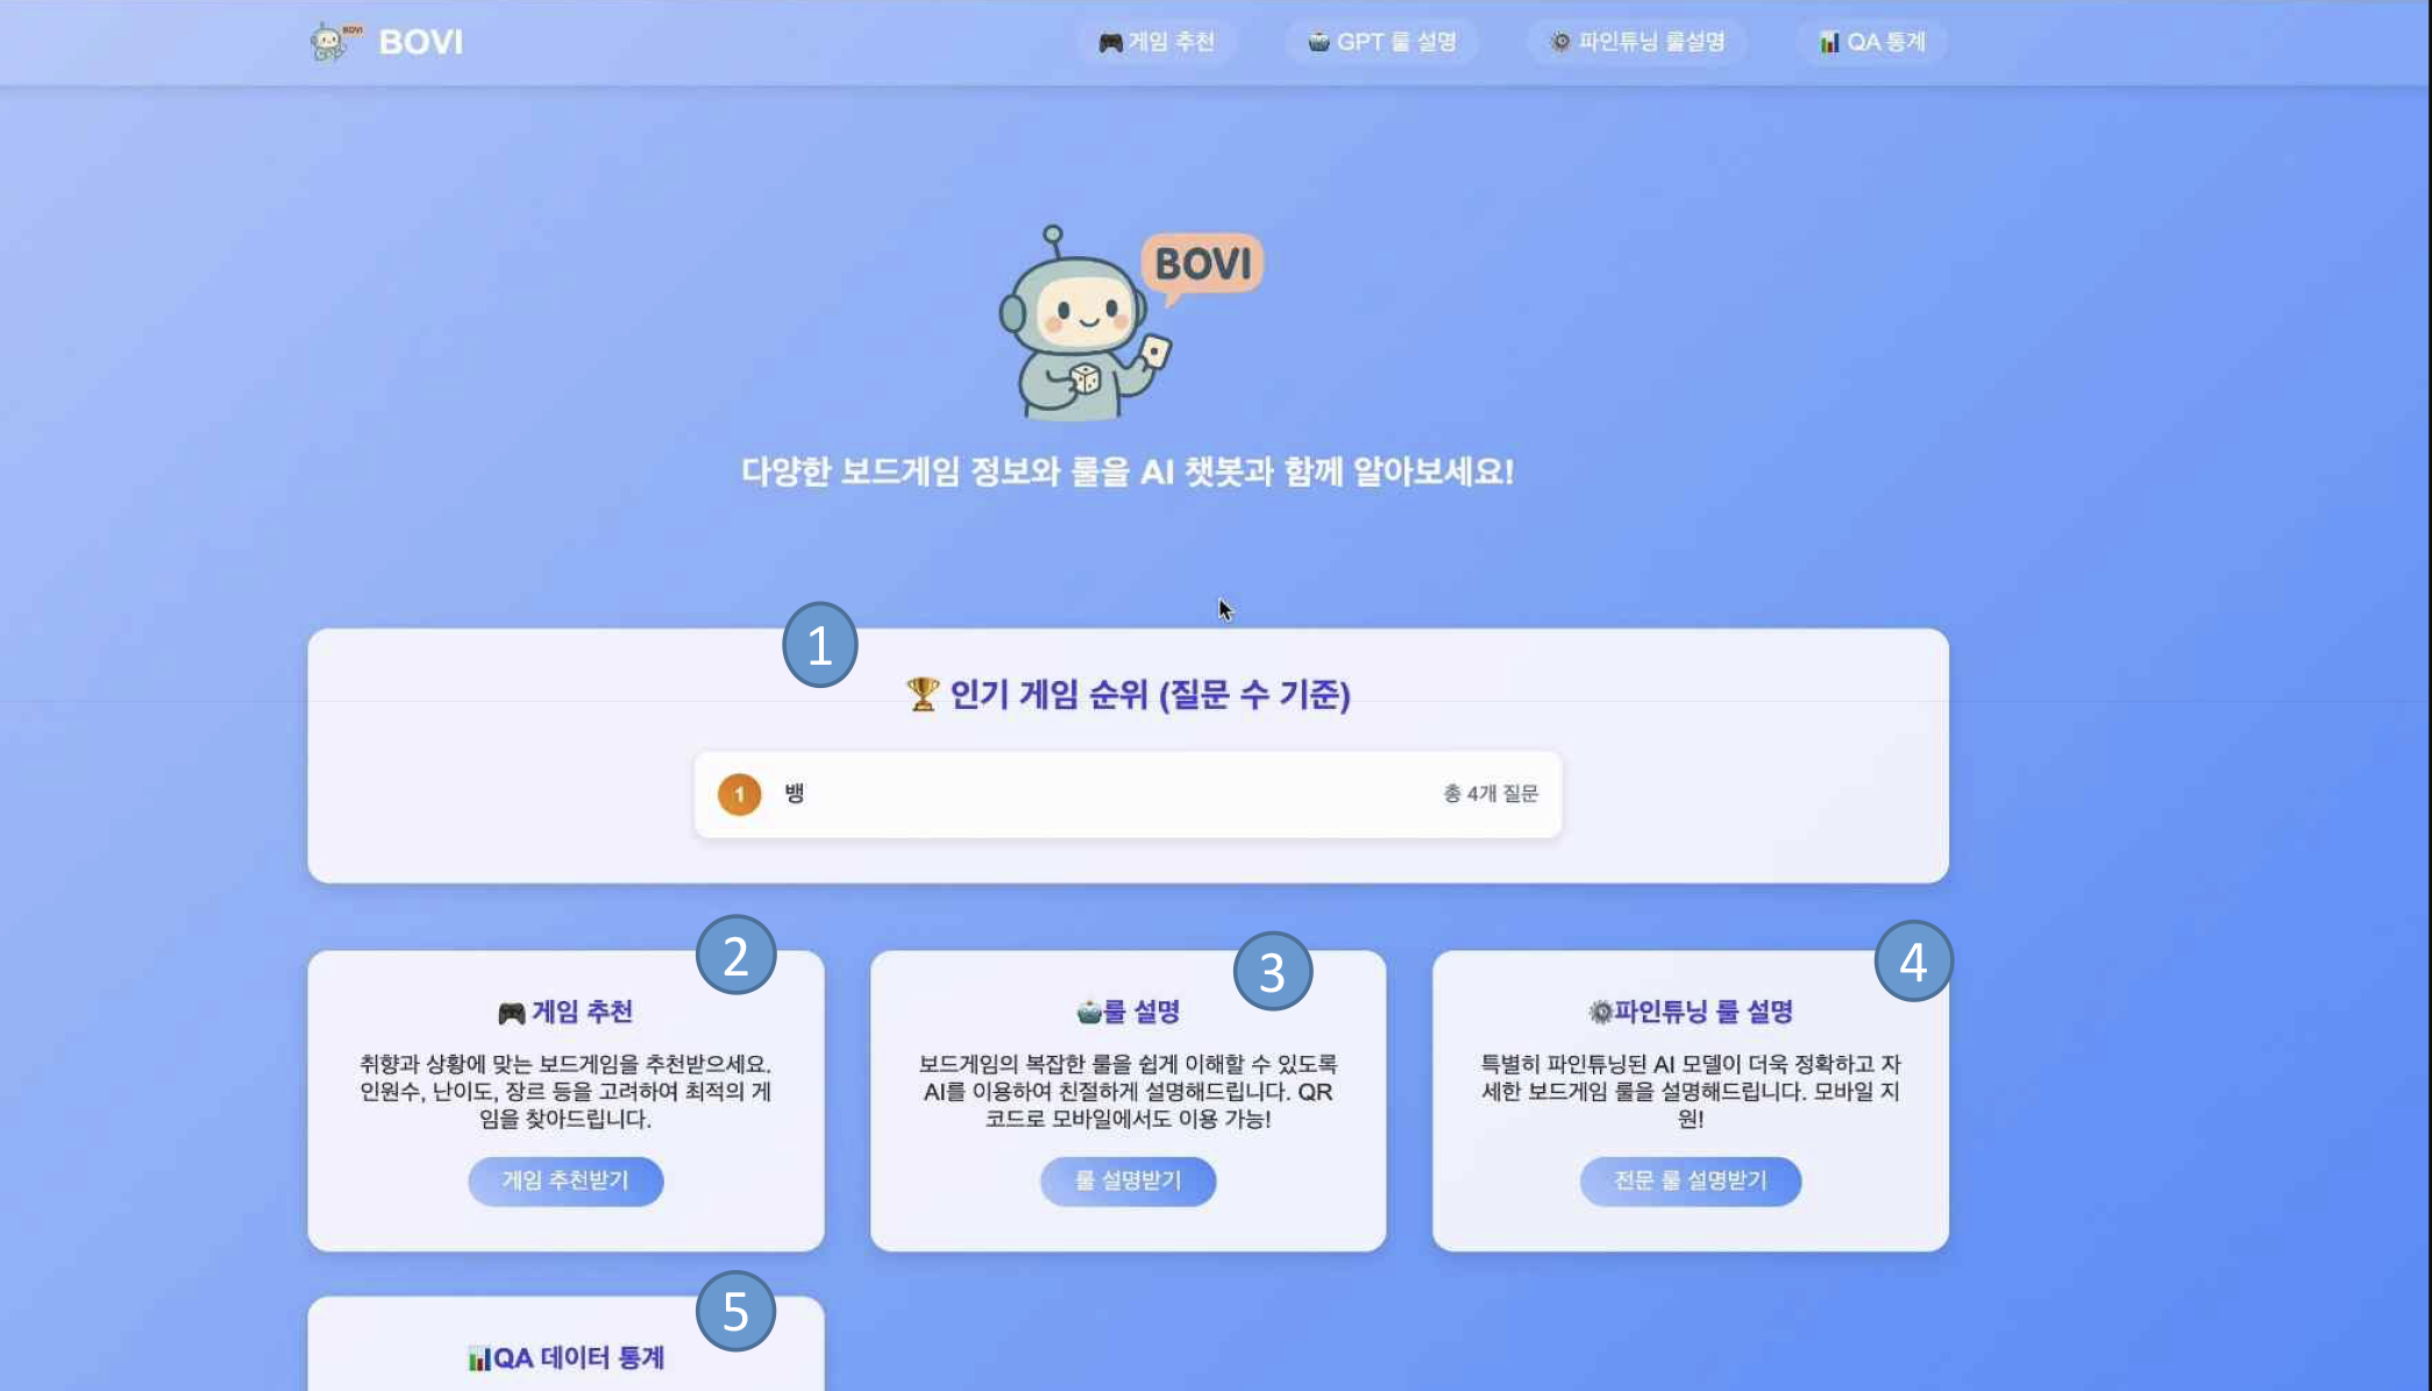 BOVI
BOVI
🎮 게임 추천
🤖 GPT 룰 설명
⚙️ 파인튜닝 룰설명
📊 QA 통계
BOVI
다양한 보드게임 정보와 룰을 AI 챗봇과 함께 알아보세요!
1
🏆 인기 게임 순위 (질문 수 기준)
1 뱅 총 4개 질문
2
🎮 게임 추천
취향과 상황에 맞는 보드게임을 추천받으세요.
인원수, 난이도, 장르 등을 고려하여 최적의 게
임을 찾아드립니다.
게임 추천받기
3
🤖룰 설명
보드게임의 복잡한 룰을 쉽게 이해할 수 있도록
AI를 이용하여 친절하게 설명해드립니다. QR
코드로 모바일에서도 이용 가능!
룰 설명받기
4
⚙️파인튜닝 룰 설명
특별히 파인튜닝된 AI 모델이 더욱 정확하고 자
세한 보드게임 룰을 설명해드립니다. 모바일 지
원!
전문 룰 설명받기
5
📊QA 데이터 통계